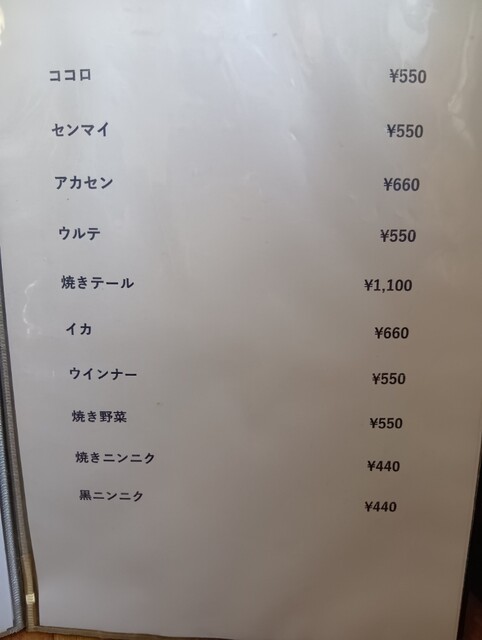 ココロ ¥550
センマイ ¥550
アカセン ¥660
ウルテ ¥550
焼きテール ¥1,100
イカ ¥660
ウインナー ¥550
焼き野菜 ¥550
焼きニンニク ¥440
黒ニンニク ¥440